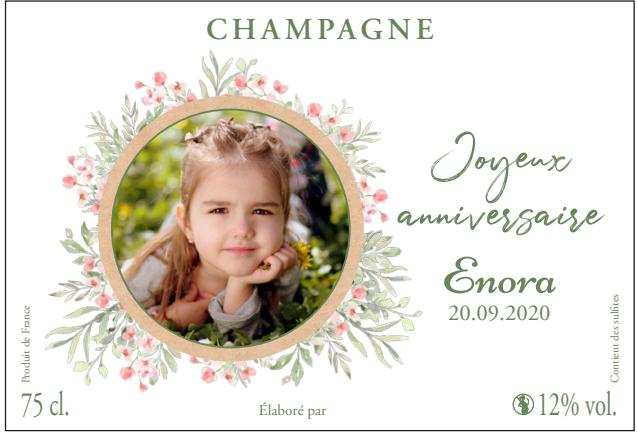 CHAMPAGNE
Joyeux
anniversaire
Enora
20.09.2020
Produit de France
Contient des sulfites
75 cl.
Élaboré par
12% vol.